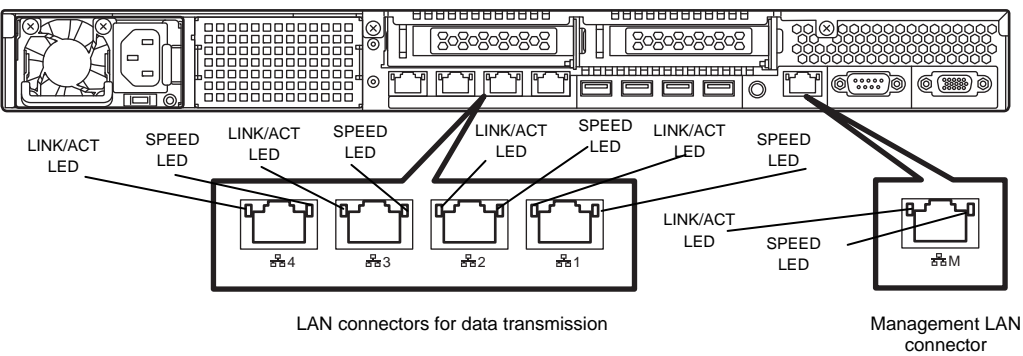 LINK/ACT
LED
SPEED
LED
LINK/ACT
LED
SPEED
LED
LINK/ACT
LED
SPEED
LED
LINK/ACT
LED
SPEED
LED
4
3
2
1
LINK/ACT
LED
SPEED
LED
M
LAN connectors for data transmission
Management LAN
connector